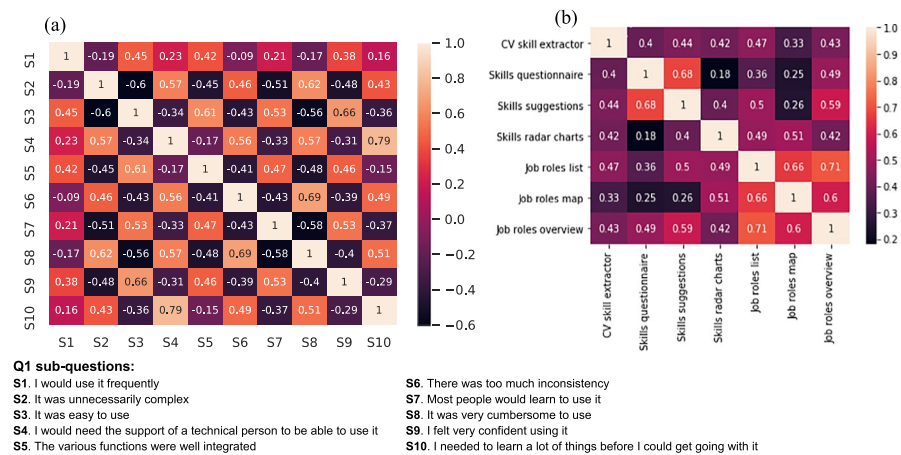 (a)
S1 1 -0.19 0.45 0.23 0.42 -0.09 0.21 -0.17 0.38 0.16
S2 -0.19 1 -0.6 0.57 -0.45 0.46 -0.51 0.62 -0.48 0.43
S3 0.45 -0.6 1 -0.34 0.61 -0.43 0.53 -0.56 0.66 -0.36
S4 0.23 0.57 -0.34 1 -0.17 0.56 -0.33 0.57 -0.31 0.79
S5 0.42 -0.45 0.61 -0.17 1 -0.41 0.47 -0.48 0.46 -0.15
S6 -0.09 0.46 -0.43 0.56 -0.41 1 -0.43 0.69 -0.39 0.49
S7 0.21 -0.51 0.53 -0.33 0.47 -0.43 1 -0.58 0.53 -0.37
S8 -0.17 0.62 -0.56 0.57 -0.48 0.69 -0.58 1 -0.4 0.51
S9 0.38 -0.48 0.66 -0.31 0.46 -0.39 0.53 -0.4 1 -0.29
S10 0.16 0.43 -0.36 0.79 -0.15 0.49 -0.37 0.51 -0.29 1
S1 S2 S3 S4 S5 S6 S7 S8 S9 S10
1.0
0.8
0.6
0.4
0.2
0.0
−0.2
−0.4
−0.6
(b)
CV skill extractor 1 0.4 0.44 0.42 0.47 0.33 0.43
Skills questionnaire 0.4 1 0.68 0.18 0.36 0.25 0.49
Skills suggestions 0.44 0.68 1 0.4 0.5 0.26 0.59
Skills radar charts 0.42 0.18 0.4 1 0.49 0.51 0.42
Job roles list 0.47 0.36 0.5 0.49 1 0.66 0.71
Job roles map 0.33 0.25 0.26 0.51 0.66 1 0.6
Job roles overview 0.43 0.49 0.59 0.42 0.71 0.6 1
CV skill extractor
Skills questionnaire
Skills suggestions
Skills radar charts
Job roles list
Job roles map
Job roles overview
1.0
0.9
0.8
0.7
0.6
0.5
0.4
0.3
0.2
Q1 sub-questions:
S1. I would use it frequently
S2. It was unnecessarily complex
S3. It was easy to use
S4. I would need the support of a technical person to be able to use it
S5. The various functions were well integrated
S6. There was too much inconsistency
S7. Most people would learn to use it
S8. It was very cumbersome to use
S9. I felt very confident using it
S10. I needed to learn a lot of things before I could get going with it